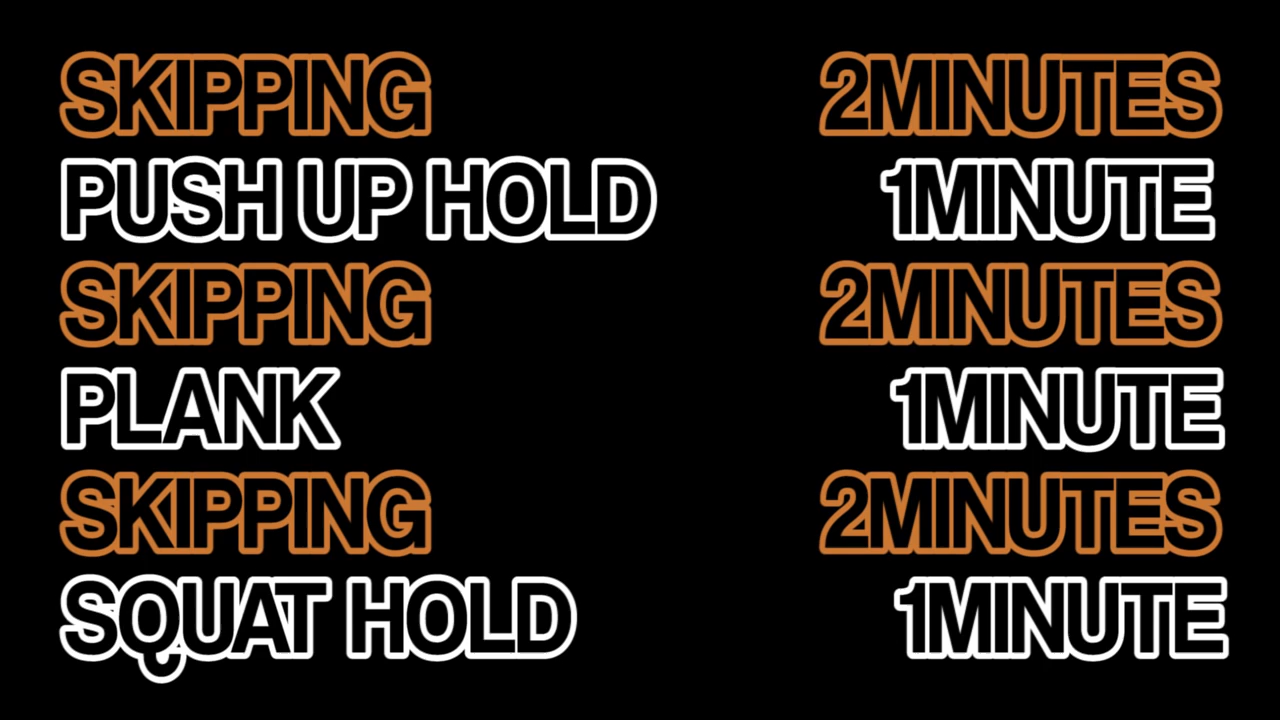 SKIPPING 2MINUTES
PUSH UP HOLD 1MINUTE
SKIPPING 2MINUTES
PLANK 1MINUTE
SKIPPING 2MINUTES
SQUAT HOLD 1MINUTE